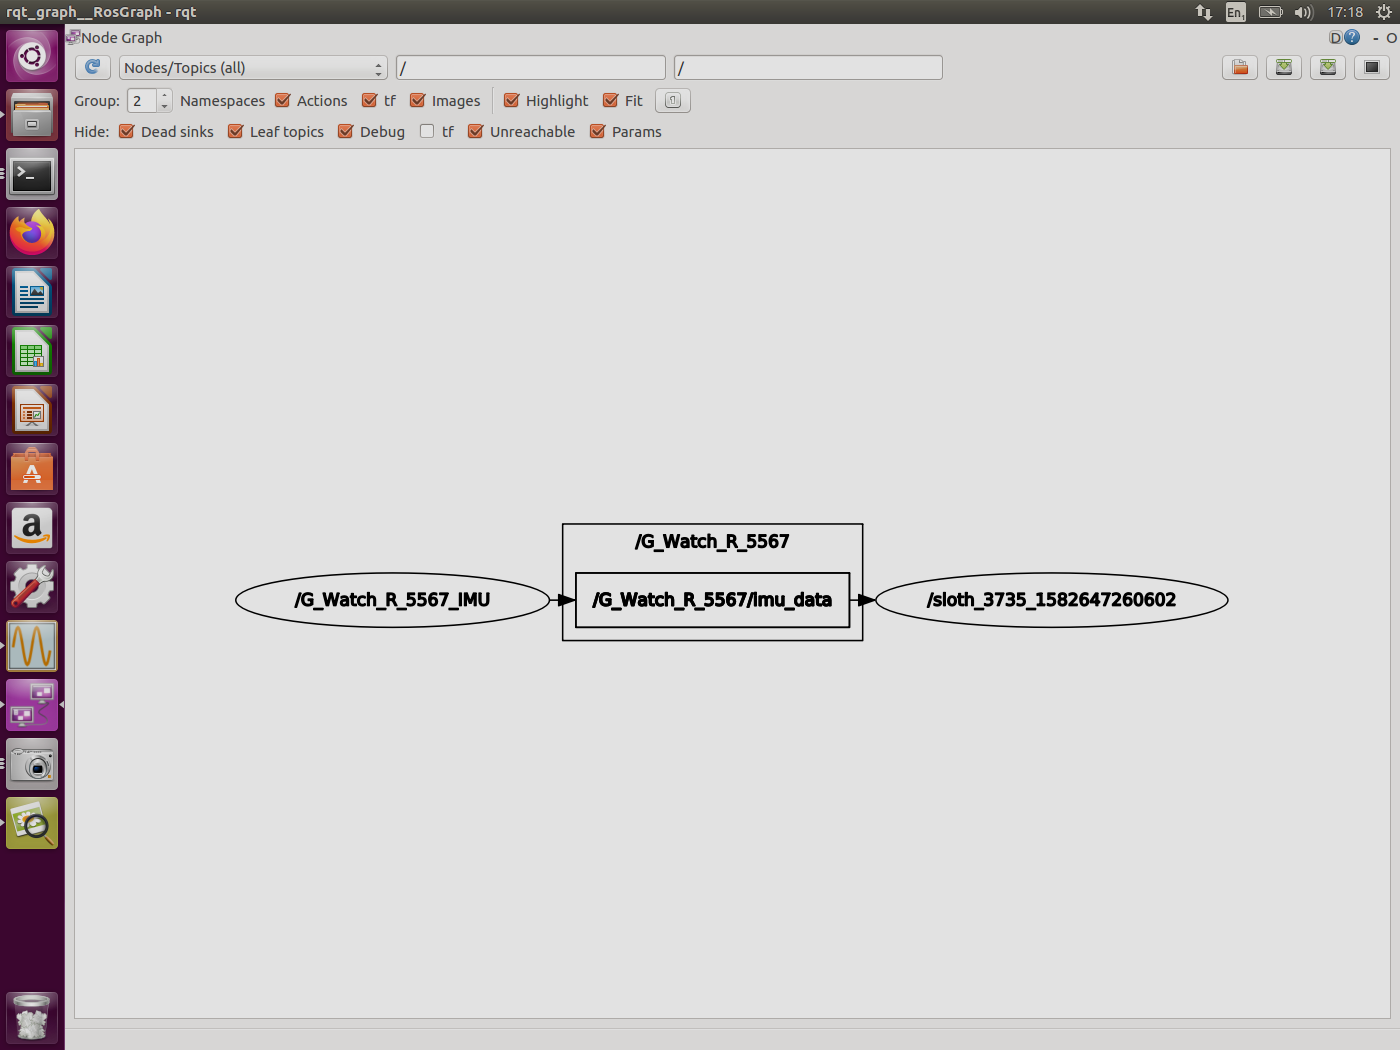 rqt_graph__RosGraph - rqt
En1
17:18
Node Graph
D
?
- O
Nodes/Topics (all)
/
/
Group:
2
Namespaces
Actions
tf
Images
Highlight
Fit
Hide:
Dead sinks
Leaf topics
Debug
tf
Unreachable
Params
/G_Watch_R_5567
/G_Watch_R_5567_IMU
/G_Watch_R_5567/imu_data
/sloth_3735_1582647260602